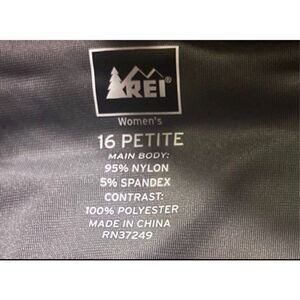 REI®
Women's
16 PETITE
MAIN BODY:
95% NYLON
5% SPANDEX
CONTRAST:
100% POLYESTER
MADE IN CHINA
RN37249